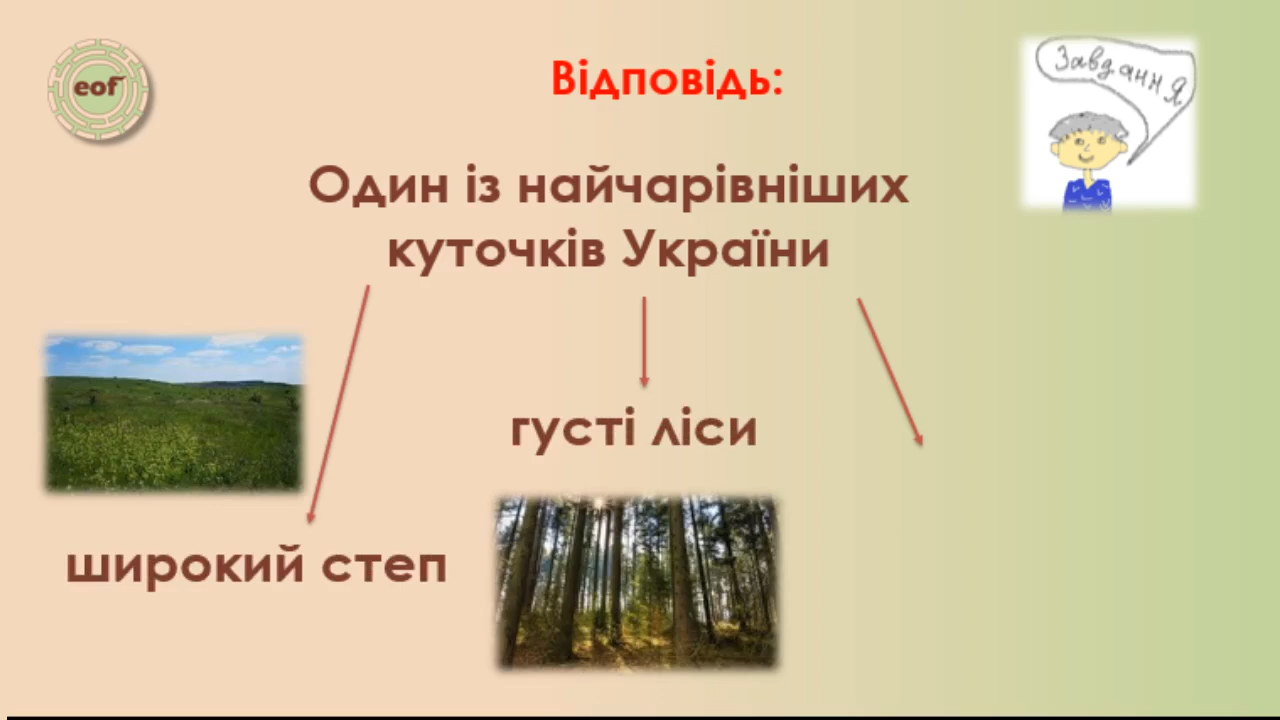 eof
Відповідь:
Завдання
Один із найчарівніших
куточків України
густі ліси
широкий степ